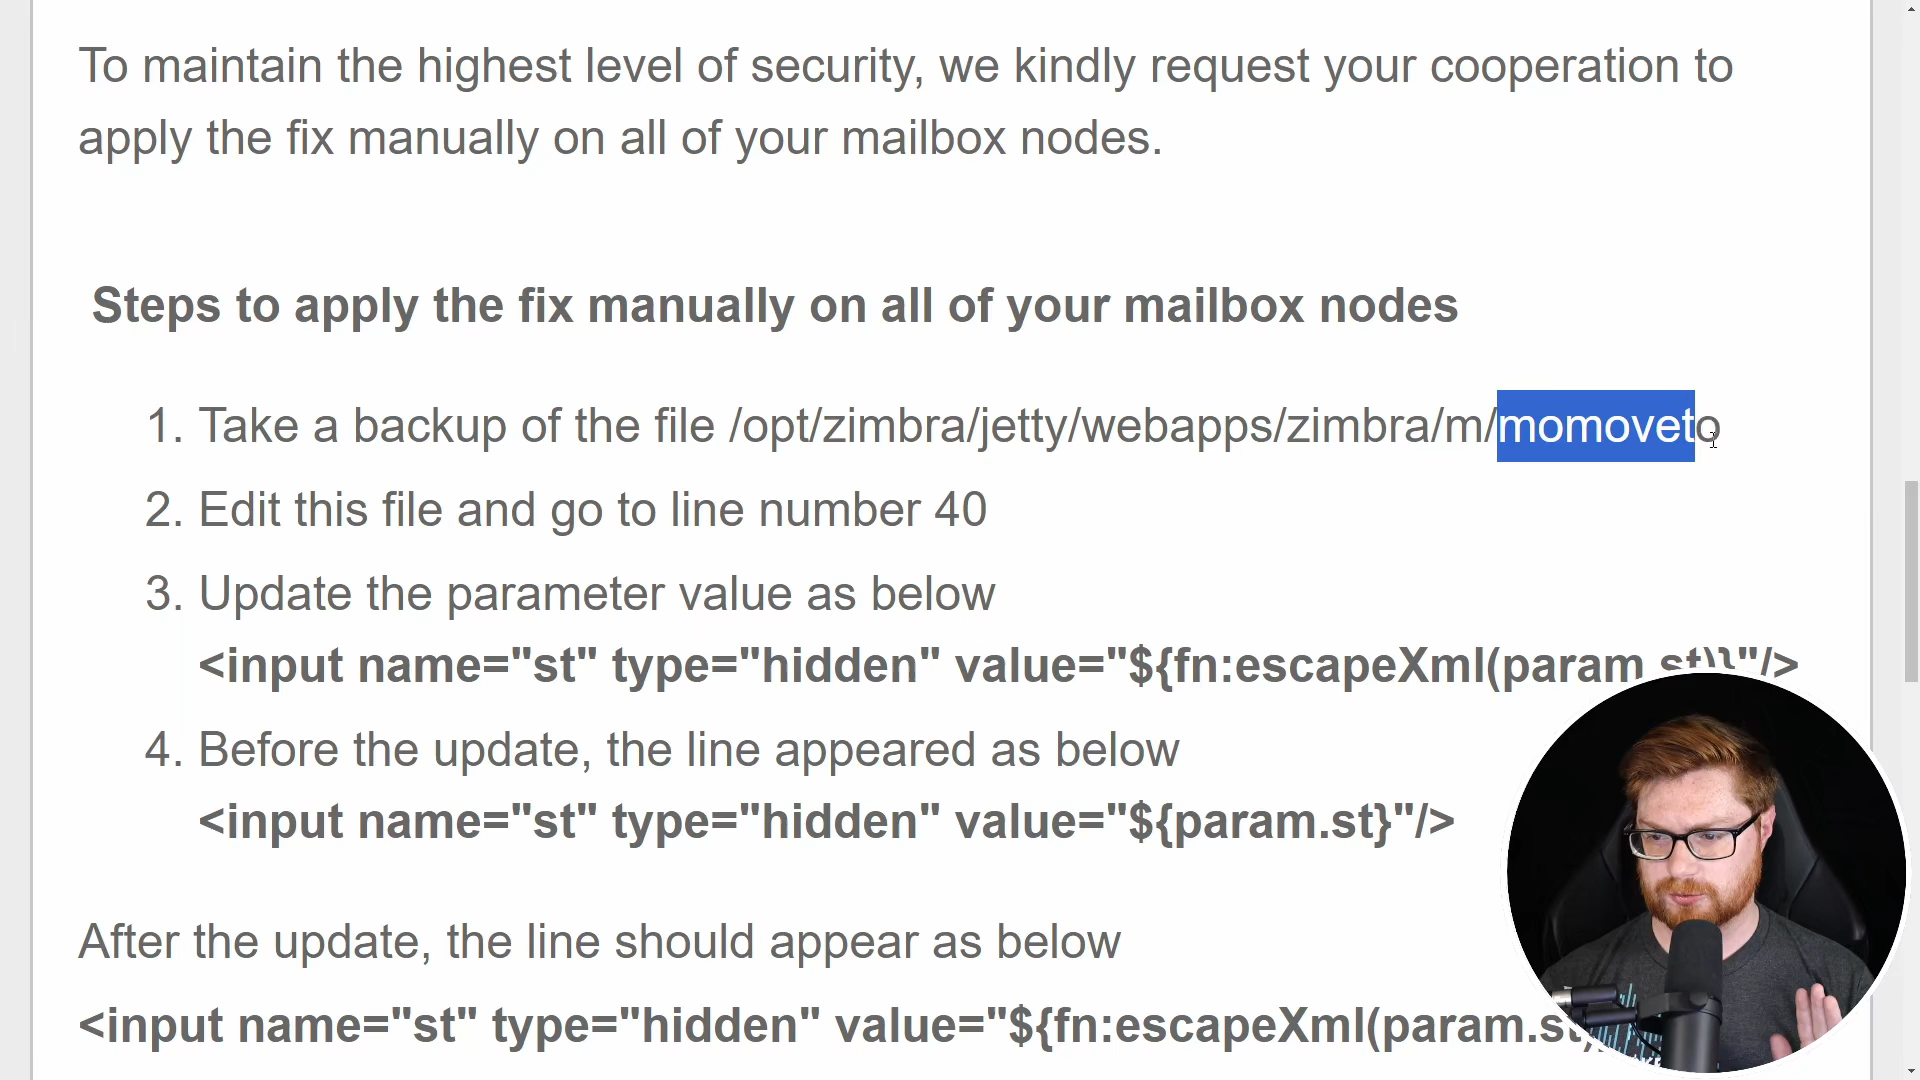 To maintain the highest level of security, we kindly request your cooperation to
apply the fix manually on all of your mailbox nodes.
Steps to apply the fix manually on all of your mailbox nodes
1. Take a backup of the file /opt/zimbra/jetty/webapps/zimbra/m/momoveto
2. Edit this file and go to line number 40
3. Update the parameter value as below
<input name="st" type="hidden" value="${fn:escapeXml(param.st)}"/>
4. Before the update, the line appeared as below
<input name="st" type="hidden" value="${param.st}"/>
After the update, the line should appear as below
<input name="st" type="hidden" value="${fn:escapeXml(param.st)